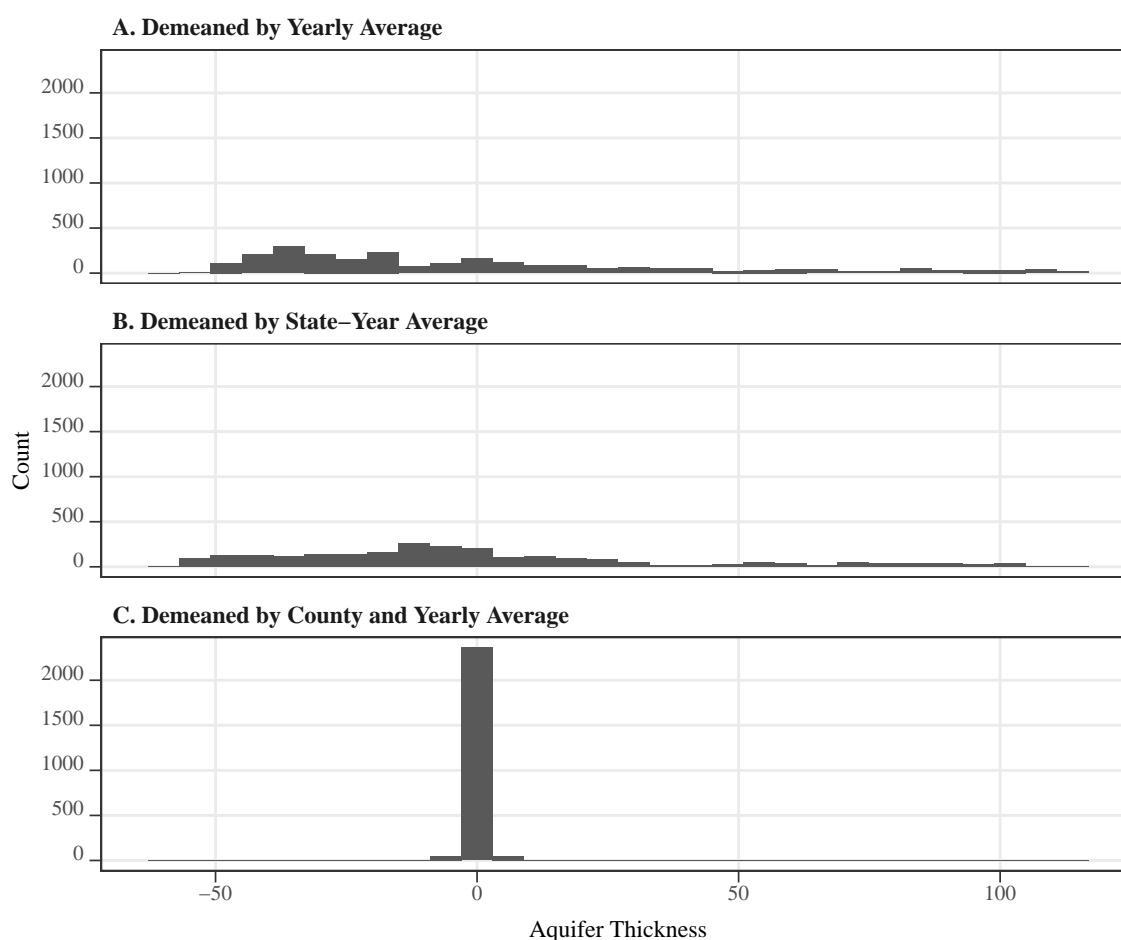 A. Demeaned by Yearly Average
2000
1500
1000
500
0
B. Demeaned by State−Year Average
2000
1500
1000
500
0
Count
C. Demeaned by County and Yearly Average
2000
1500
1000
500
0
−50 0 50 100
Aquifer Thickness